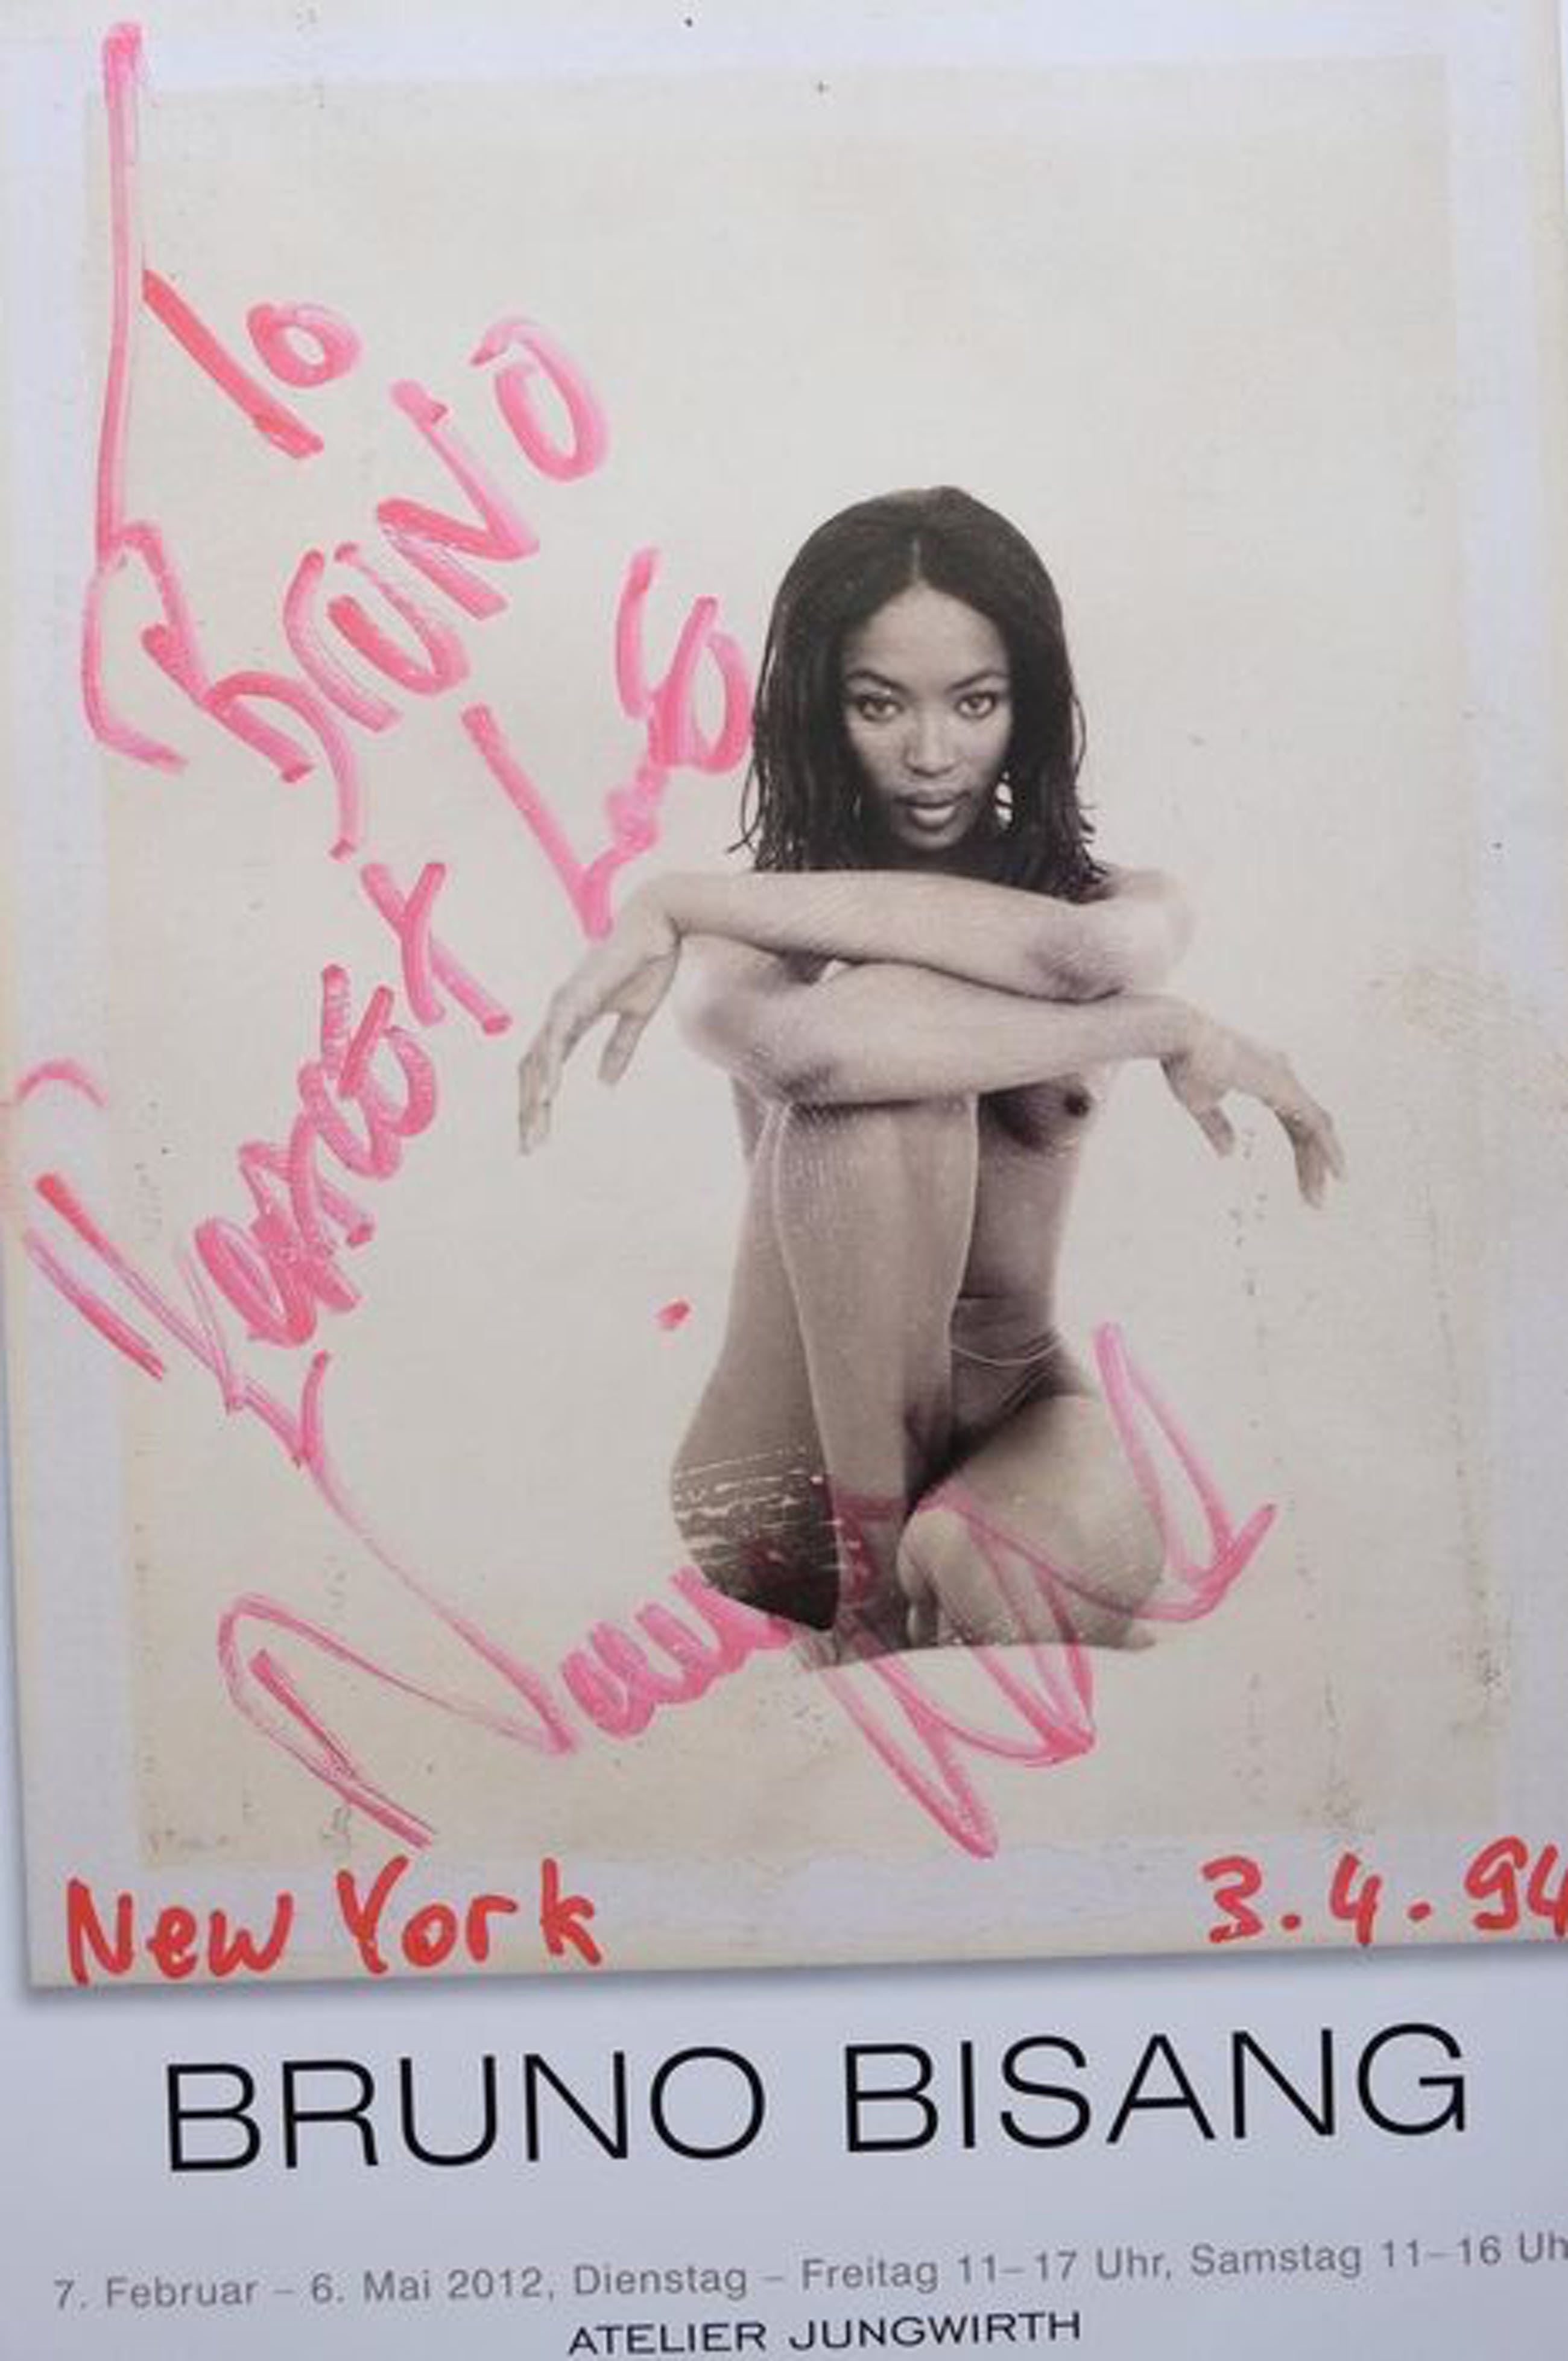 To
Bruno
Love
New York 3.4.94
BRUNO BISANG
7. Februar – 6. Mai 2012, Dienstag – Freitag 11–17 Uhr, Samstag 11–16 Uh
ATELIER JUNGWIRTH